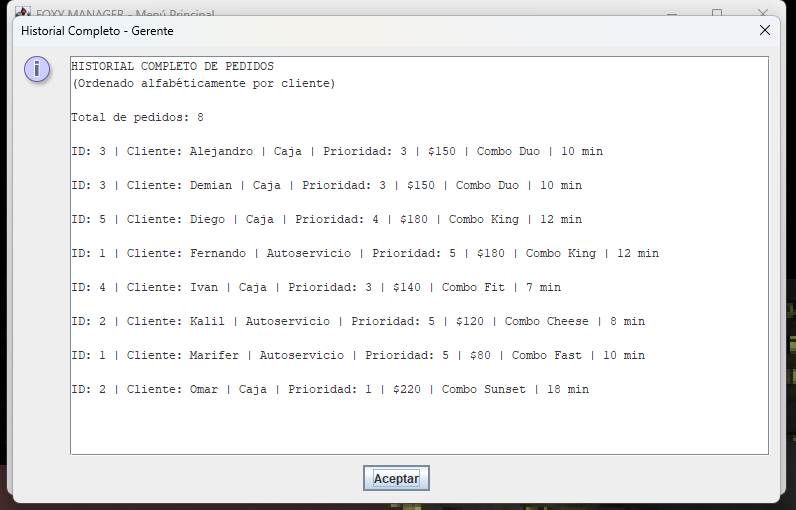 FOXY MANAGER - Menú Principal
Historial Completo - Gerente
HISTORIAL COMPLETO DE PEDIDOS
(Ordenado alfabéticamente por cliente)
Total de pedidos: 8
ID: 3 | Cliente: Alejandro | Caja | Prioridad: 3 | $150 | Combo Duo | 10 min
ID: 3 | Cliente: Demian | Caja | Prioridad: 3 | $150 | Combo Duo | 10 min
ID: 5 | Cliente: Diego | Caja | Prioridad: 4 | $180 | Combo King | 12 min
ID: 1 | Cliente: Fernando | Autoservicio | Prioridad: 5 | $180 | Combo King | 12 min
ID: 4 | Cliente: Ivan | Caja | Prioridad: 3 | $140 | Combo Fit | 7 min
ID: 2 | Cliente: Kalil | Autoservicio | Prioridad: 5 | $120 | Combo Cheese | 8 min
ID: 1 | Cliente: Marifer | Autoservicio | Prioridad: 5 | $80 | Combo Fast | 10 min
ID: 2 | Cliente: Omar | Caja | Prioridad: 1 | $220 | Combo Sunset | 18 min
Aceptar